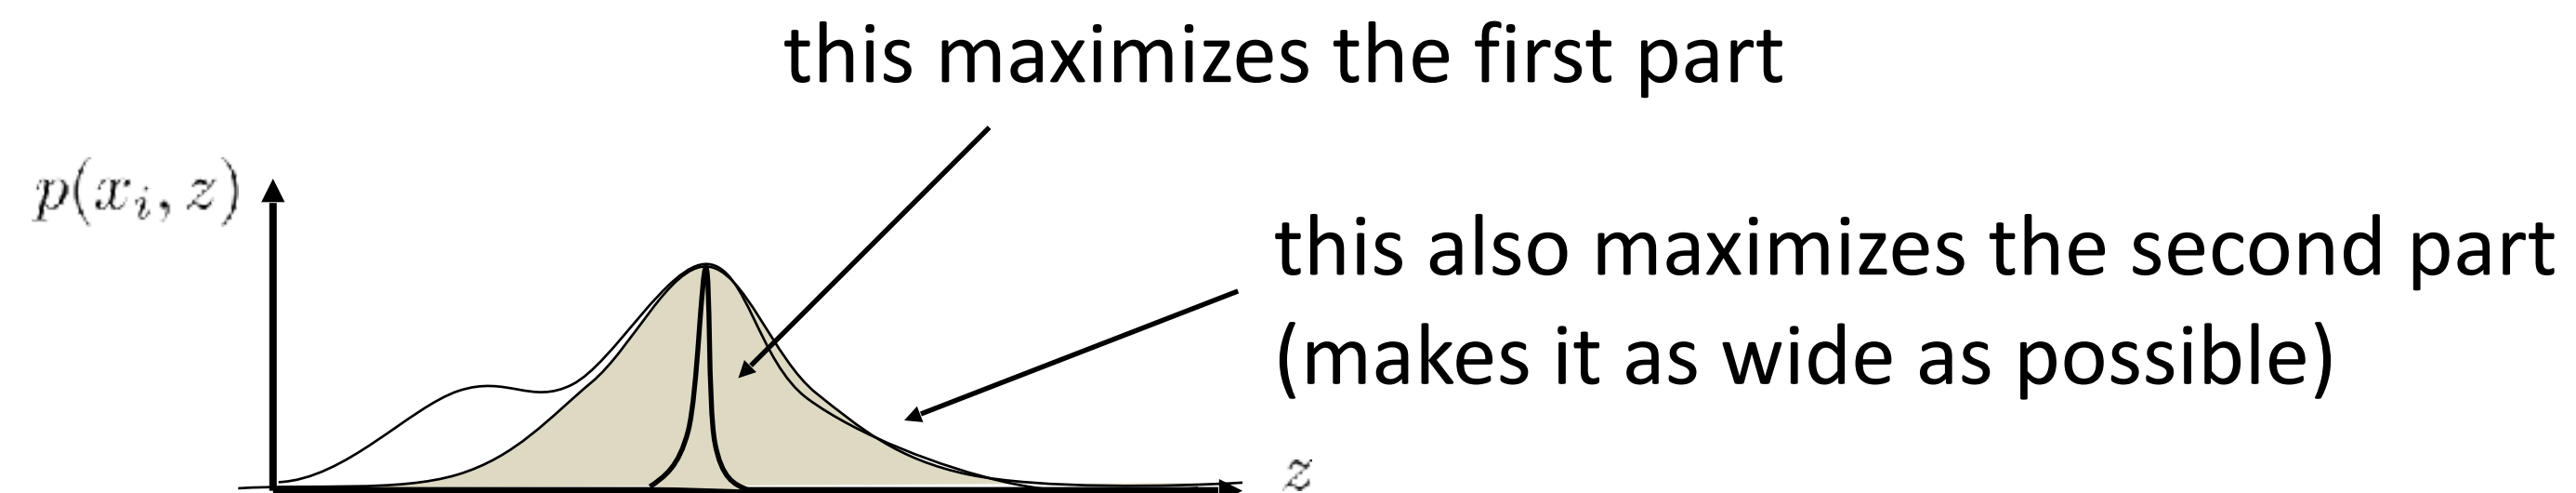 this maximizes the first part
p(x_i, z)
this also maximizes the second part
(makes it as wide as possible)
z